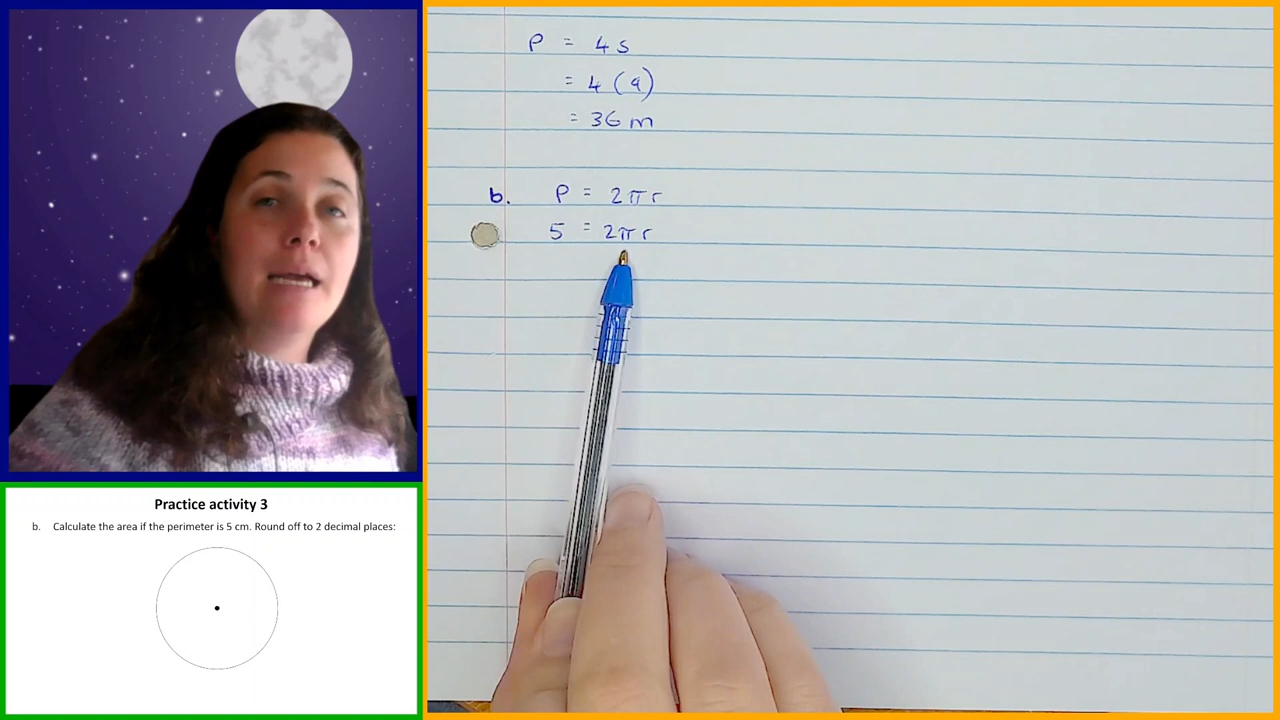 P = 4s
= 4(9)
= 36 m
b. P = 2πr
5 = 2πr
Practice activity 3
b. Calculate the area if the perimeter is 5 cm. Round off to 2 decimal places: